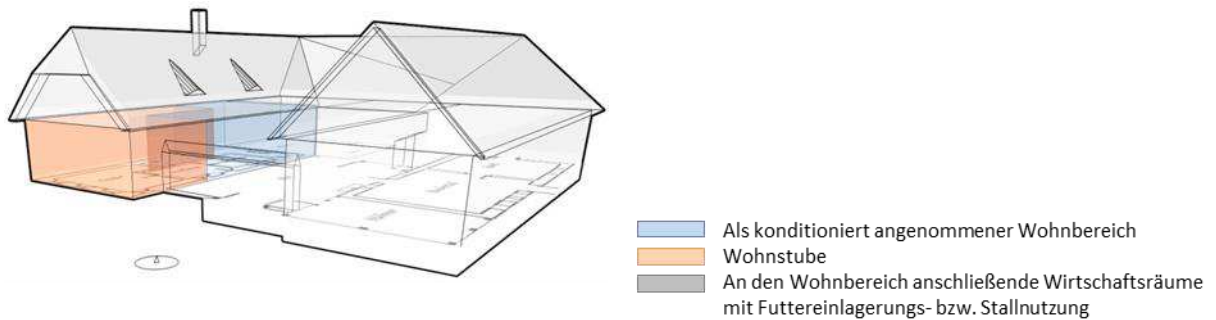 Als konditioniert angenommener Wohnbereich
Wohnstube
An den Wohnbereich anschließende Wirtschaftsräume
mit Futtereinlagerungs- bzw. Stallnutzung